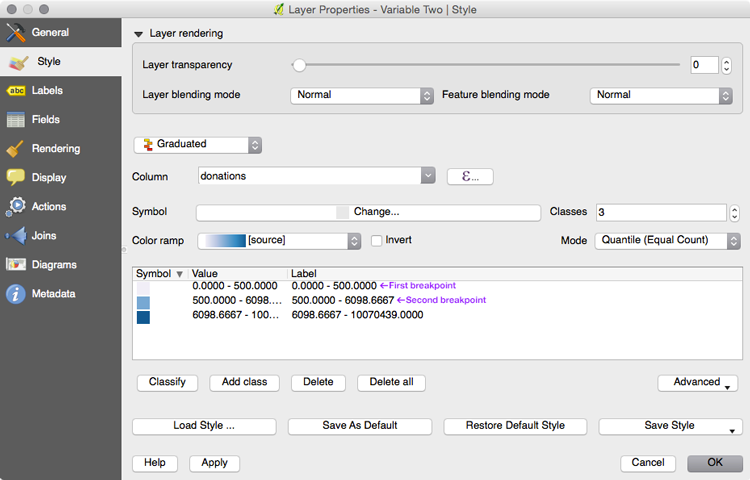 Layer Properties - Variable Two | Style
General
Style
abc Labels
Fields
Rendering
Display
Actions
Joins
Diagrams
Metadata
Layer rendering
Layer transparency 0
Layer blending mode Normal Feature blending mode Normal
Graduated
Column donations ε...
Symbol Change... Classes 3
Color ramp [source] Invert Mode Quantile (Equal Count)
Symbol Value Label
0.0000 - 500.0000 0.0000 - 500.0000 ←First breakpoint
500.0000 - 6098.... 500.0000 - 6098.6667 ←Second breakpoint
6098.6667 - 100... 6098.6667 - 10070439.0000
Classify Add class Delete Delete all Advanced
Load Style ... Save As Default Restore Default Style Save Style
Help Apply Cancel OK